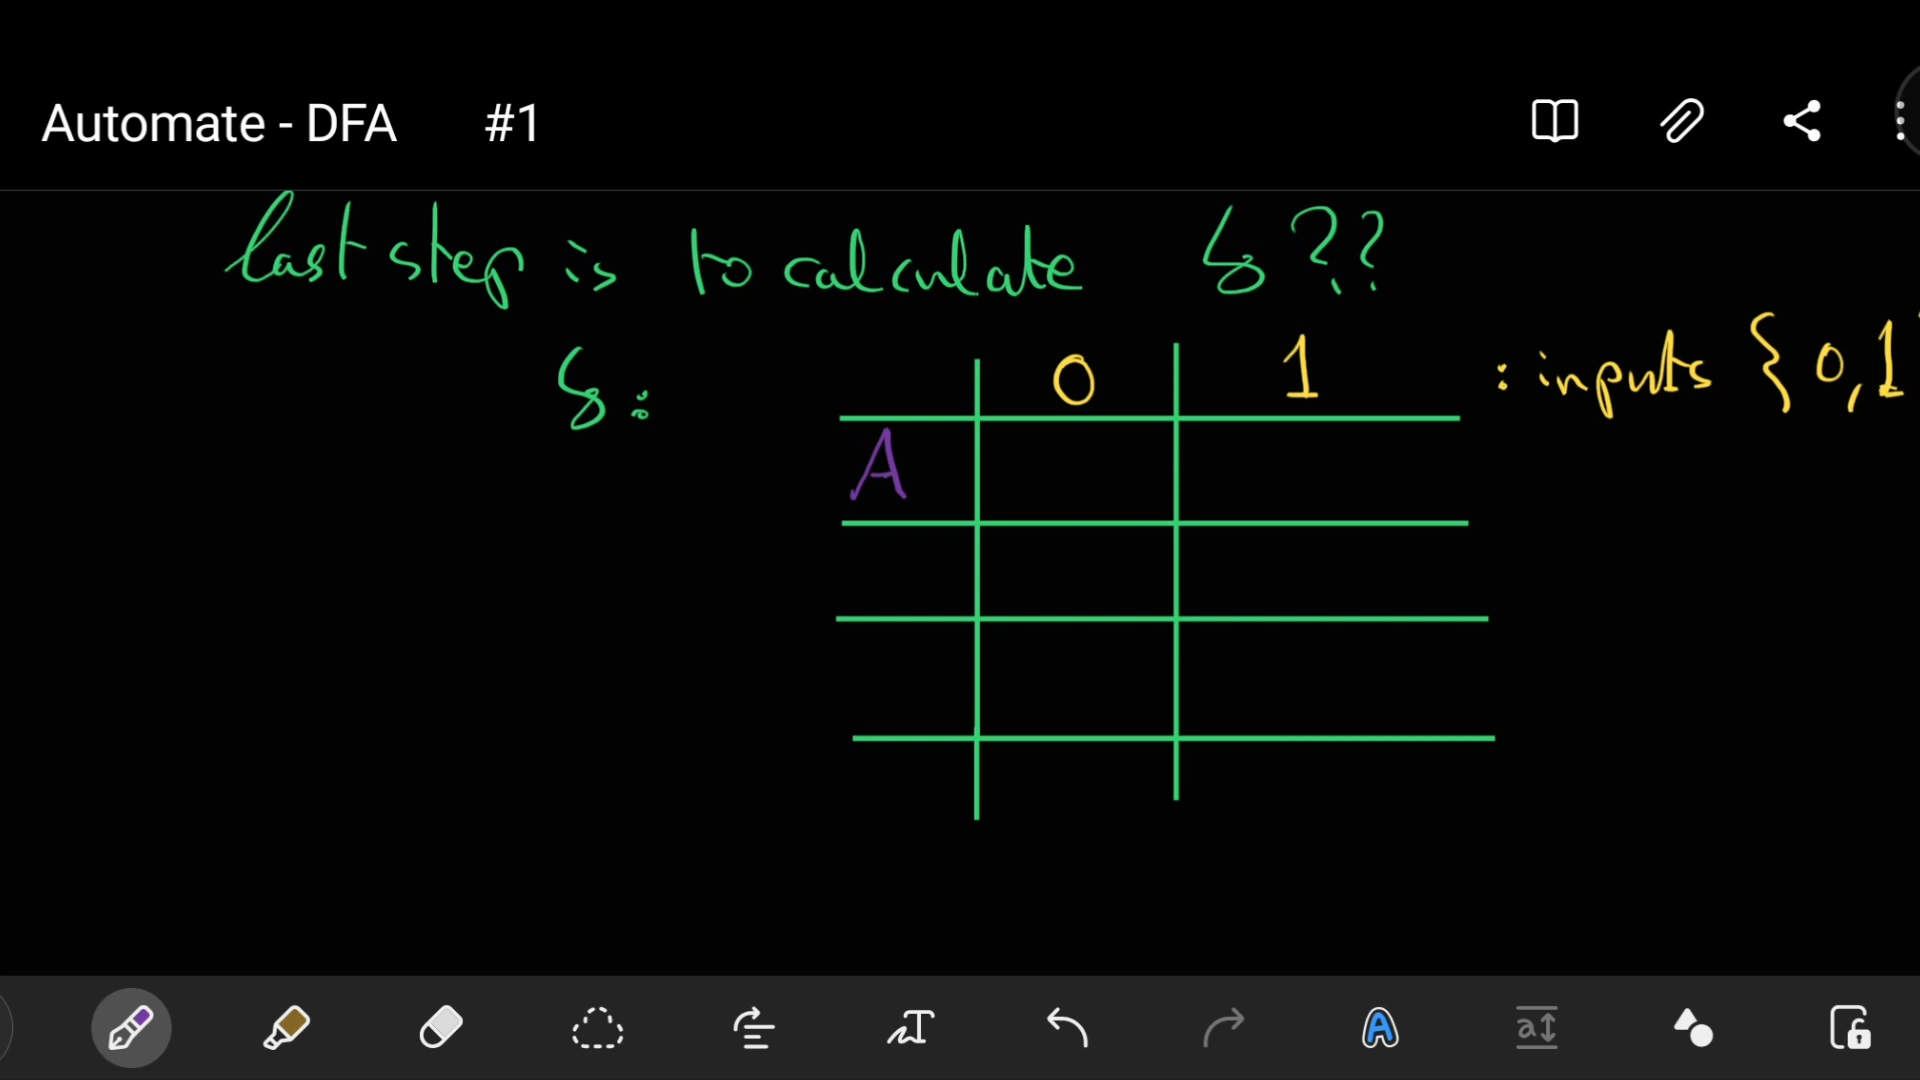 Automate - DFA #1
last step is to calculate δ??
δ: 0 1 : inputs {0,1
A